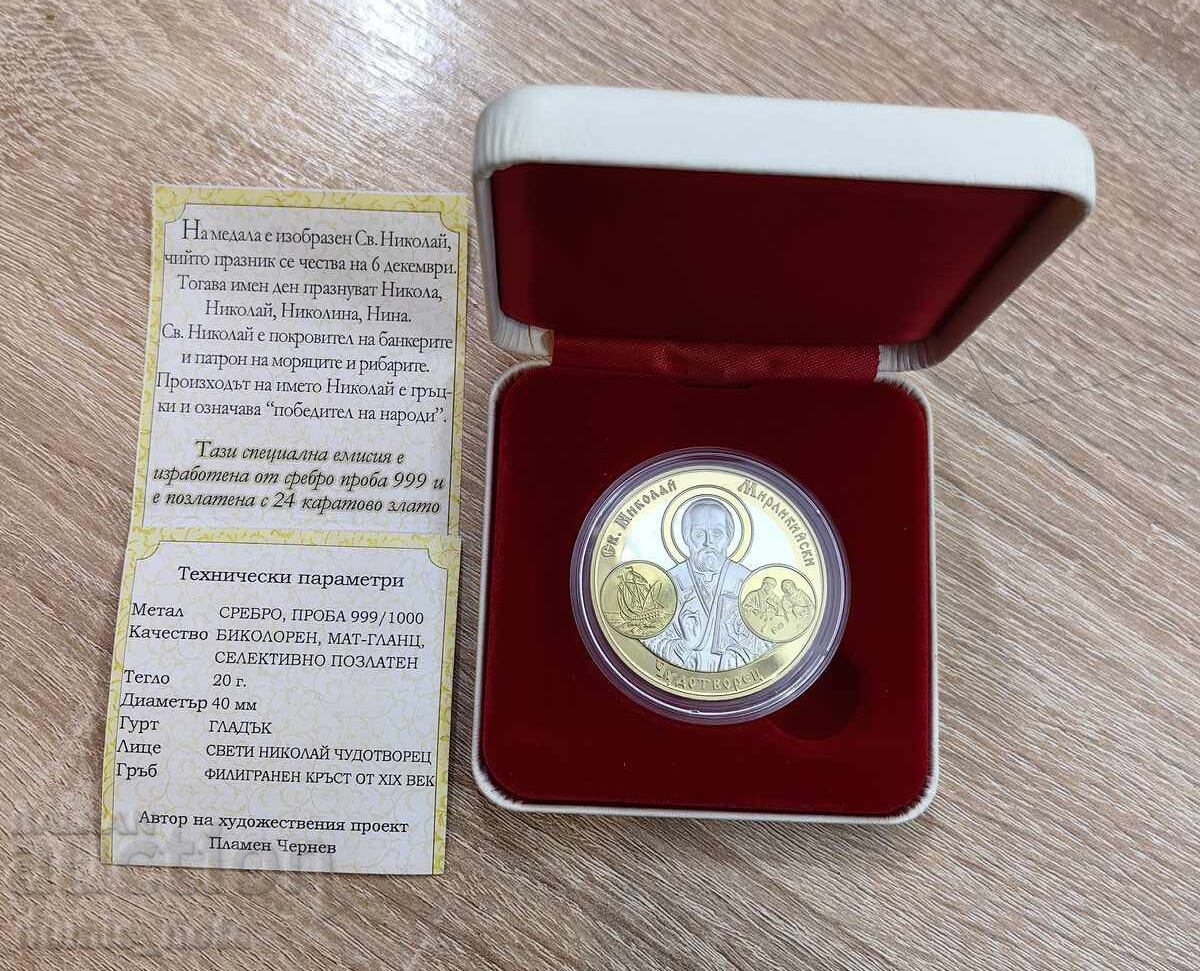 На медала е изобразен Св. Николай,
чийто празник се чества на 6 декември.
Тогава имен ден празнуват Никола,
Николай, Николина, Нина.
Св. Николай е покровител на банкерите
и патрон на моряците и рибарите.
Произходът на името Николай е гръц-
ки и означава “победител на народи”.
Тази специална емисия е
изработена от сребро проба 999 и
е позлатена с 24 каратово злато
Технически параметри
Метал СРЕБРО, ПРОБА 999/1000
Качество БИКОЛОРЕН, МАТ-ГЛАНЦ,
СЕЛЕКТИВНО ПОЗЛАТЕН
Тегло 20 г.
Диаметър 40 мм
Гурт ГЛАДЪК
Лице СВЕТИ НИКОЛАЙ ЧУДОТВОРЕЦ
Гръб ФИЛИГРАНЕН КРЪСТ ОТ XIX ВЕК
Автор на художествения проект
Пламен Чернев
Св. Николай Мирликийски
Чудотворец
auction